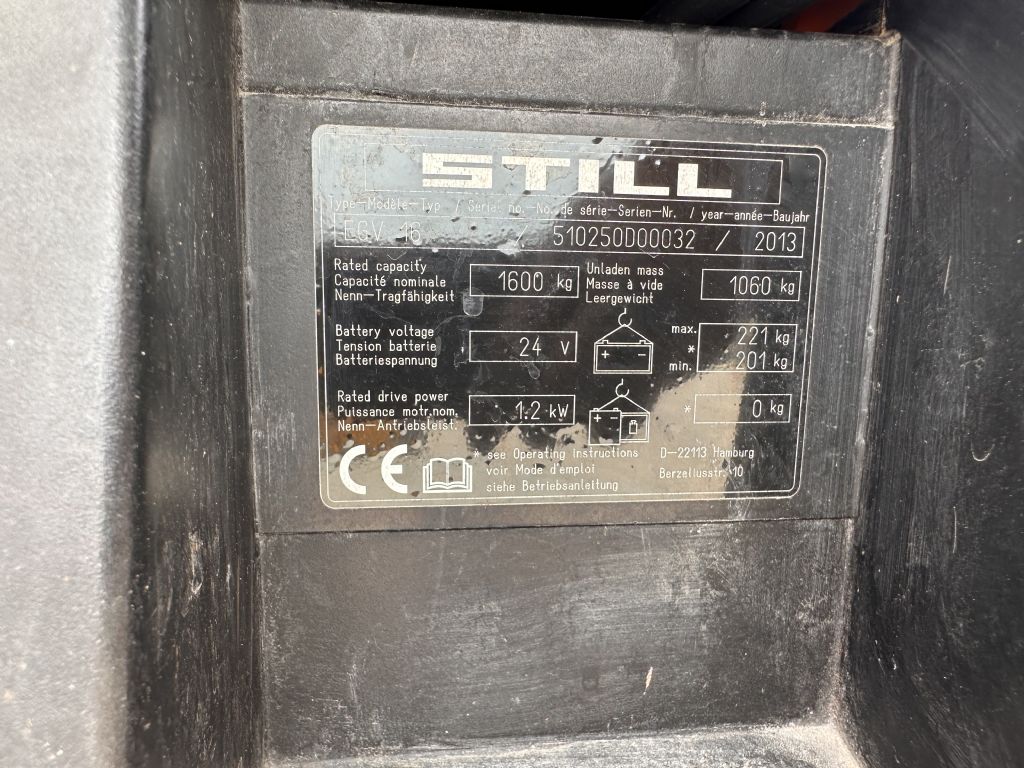 STILL
Type-Modèle-Typ / Serial no.-No. de série-Serien-Nr. / year-année-Baujahr
EGV 16 / 510250D00032 / 2013
Rated capacity
Capacité nominale
Nenn-Tragfähigkeit
1600 kg
Unladen mass
Masse à vide
Leergewicht
1060 kg
Battery voltage
Tension batterie
Batteriespannung
24 V
+ -
max. 221 kg
*
min. 201 kg
Rated drive power
Puissance motr.nom.
Nenn-Antriebsleist.
1.2 kW
+
* 0 kg
CE
* see Operating instructions
voir Mode d'emploi
siehe Betriebsanleitung
D-22113 Hamburg
Berzeliusstr. 10